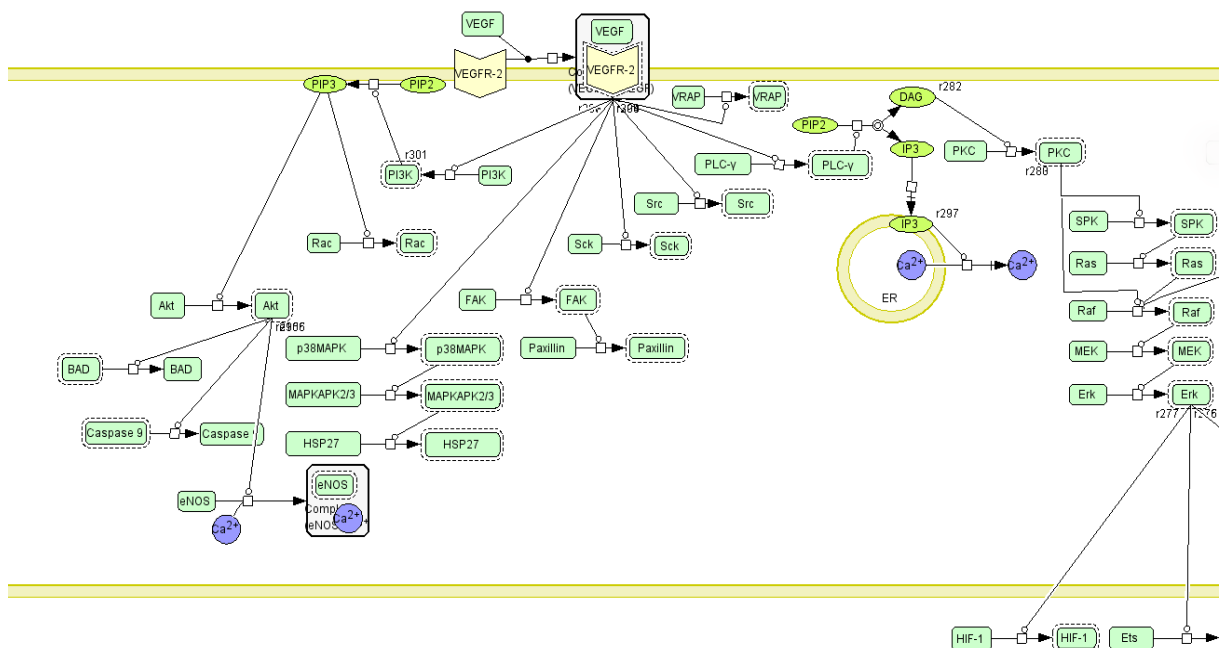 VEGF
VEGF
VEGFR-2
VEGFR-2
PIP3
PIP2
VRAP
VRAP
DAG
r282
PIP2
IP3
PKC
PKC
r280
r301
PI3K
PI3K
PLC-γ
PLC-γ
Src
Src
IP3
r297
SPK
SPK
Rac
Rac
Sck
Sck
Ca2+
Ca2+
Ras
Ras
ER
Akt
Akt
FAK
FAK
Raf
Raf
p38MAPK
p38MAPK
Paxillin
Paxillin
MEK
MEK
BAD
BAD
MAPKAPK2/3
MAPKAPK2/3
Erk
Erk
r277
r276
Caspase 9
Caspase
HSP27
HSP27
eNOS
eNOS
Ca2+
Ca2+
HIF-1
HIF-1
Ets